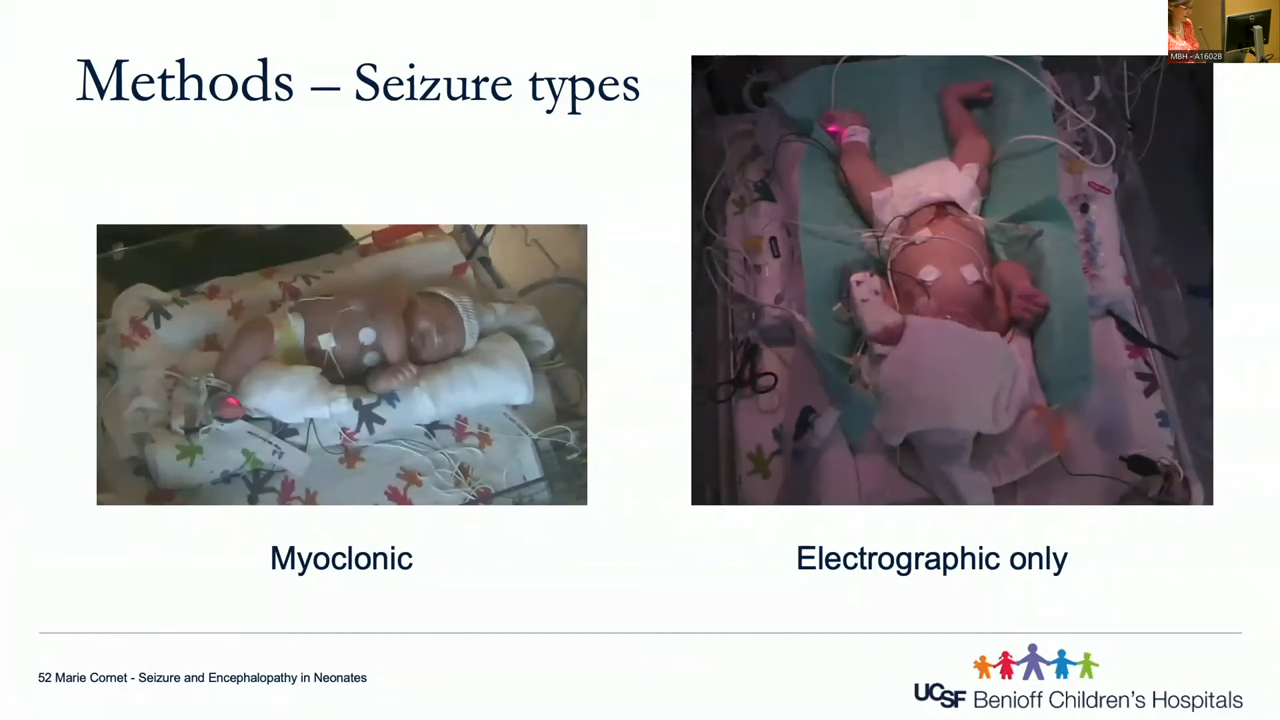 MBH - A1602B
Methods – Seizure types
Myoclonic
Electrographic only
52 Marie Cornet - Seizure and Encephalopathy in Neonates
UCSF Benioff Children's Hospitals